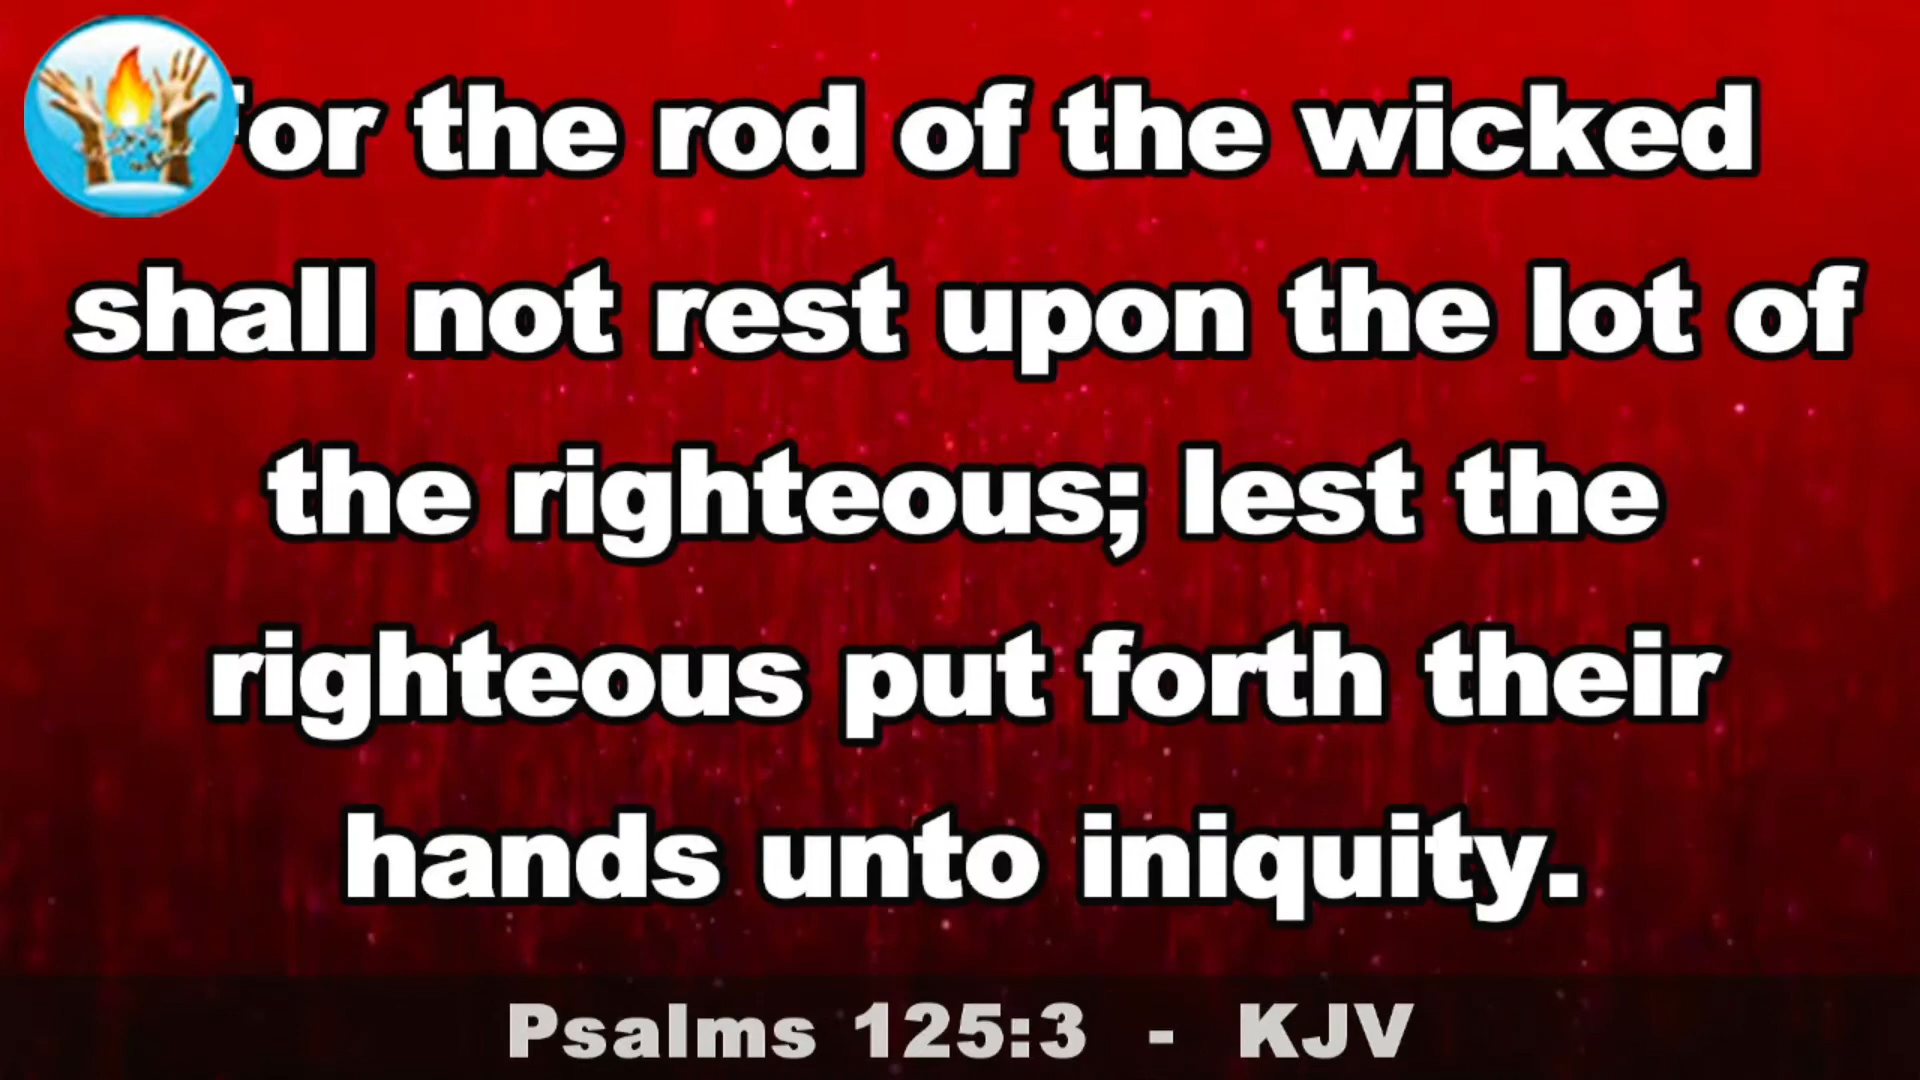 For the rod of the wicked
shall not rest upon the lot of
the righteous; lest the
righteous put forth their
hands unto iniquity.
Psalms 125:3 - KJV